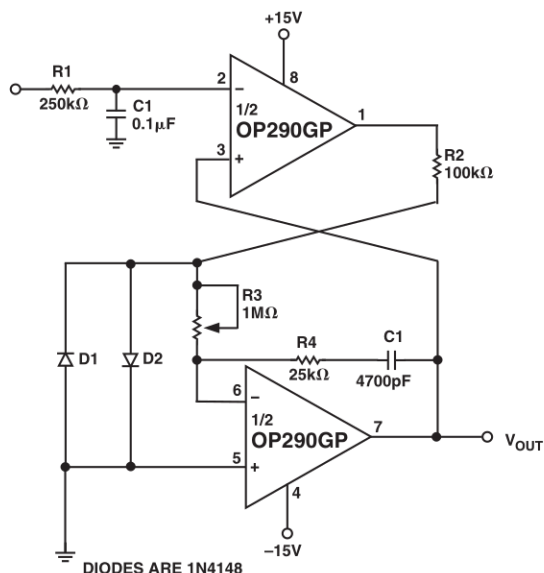 +15V
R1
250kΩ
C1
0.1μF
2
−
8
1/2
OP290GP
1
3
+
R2
100kΩ
R3
1MΩ
D1
D2
R4
25kΩ
C1
4700pF
6
−
1/2
OP290GP
7
5
+
4
VOUT
−15V
DIODES ARE 1N4148